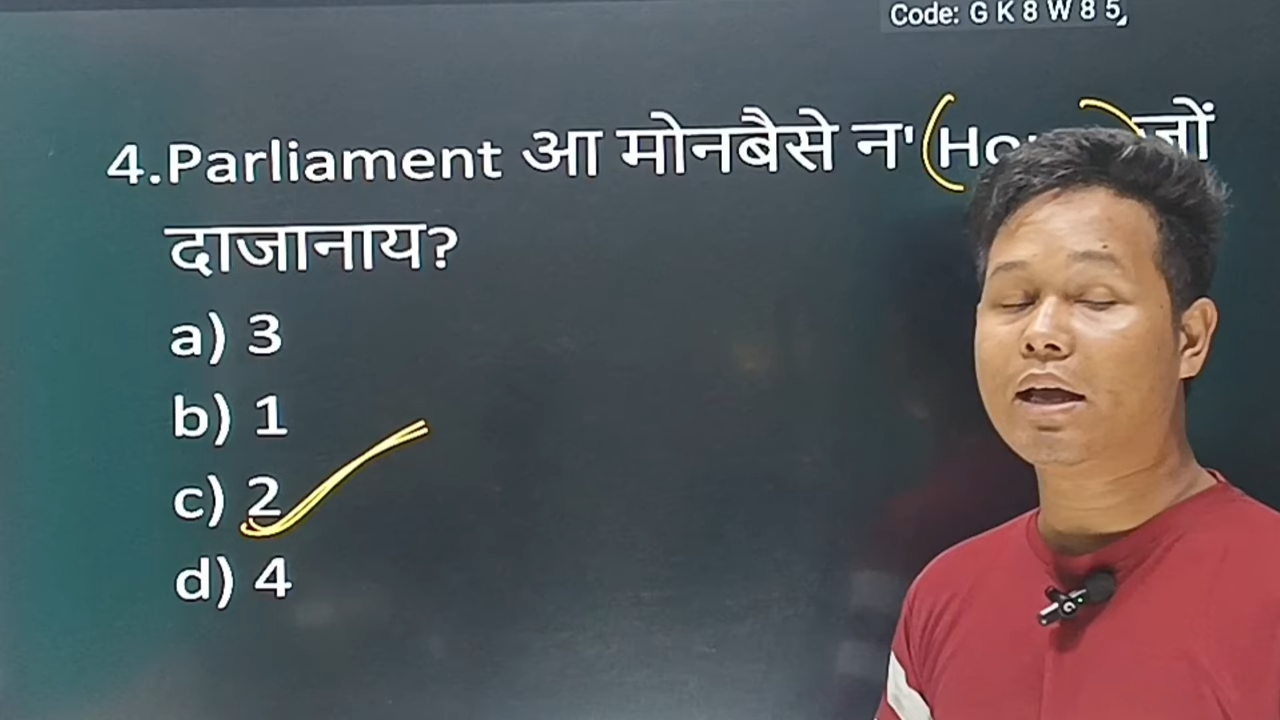 Code: G K 8 W 8 5
4.Parliament आ मोनबैसे न' जों
दाजानाय?
a) 3
b) 1
c) 2
d) 4